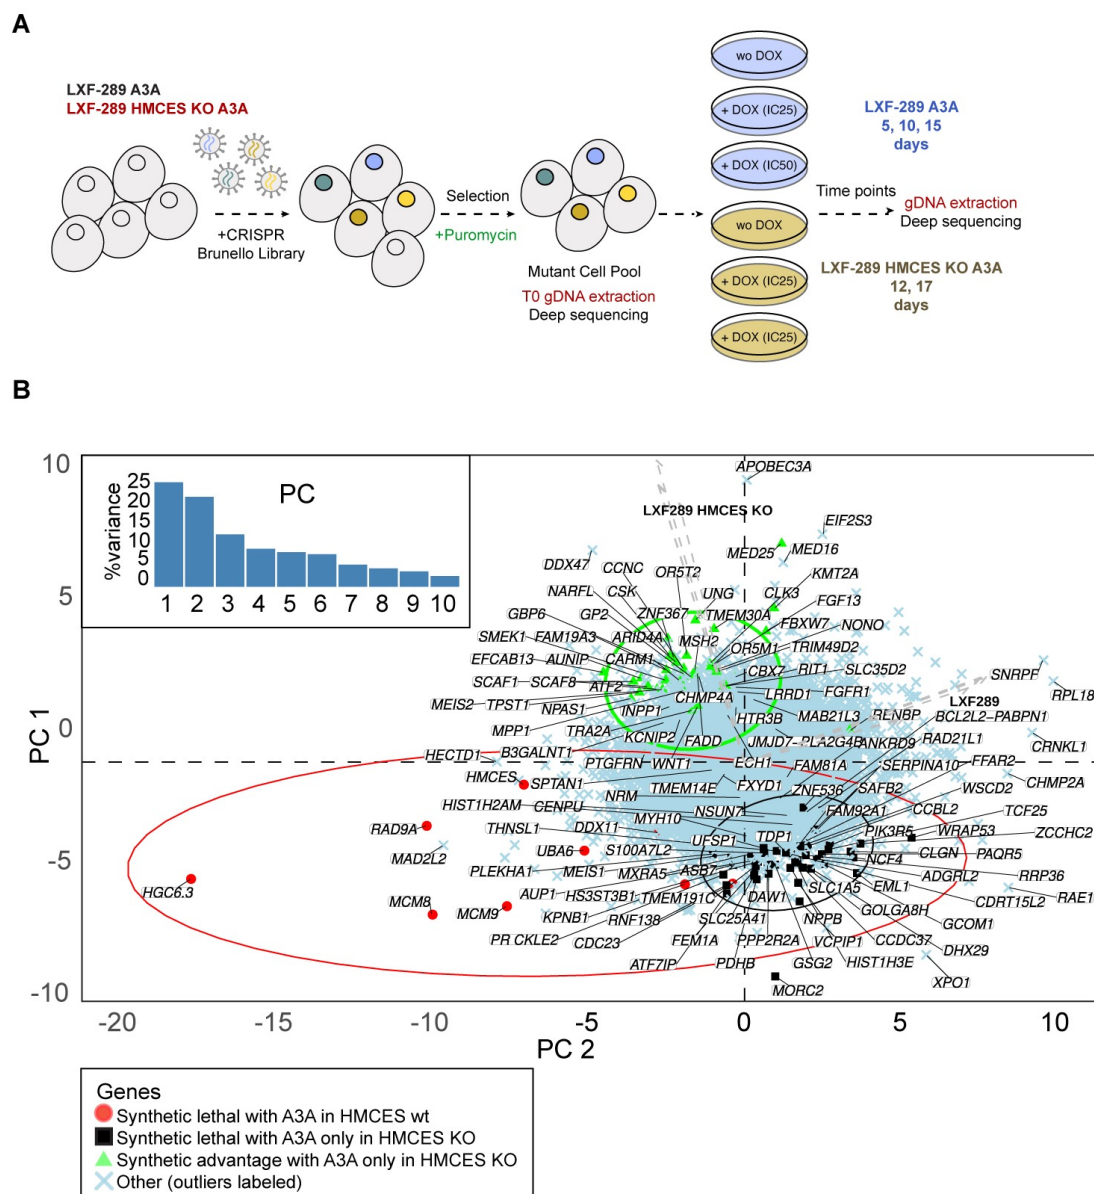 A
LXF-289 A3A
LXF-289 HMCES KO A3A
+CRISPR
Brunello Library
Selection
+Puromycin
Mutant Cell Pool
T0 gDNA extraction
Deep sequencing
wo DOX
+ DOX (IC25)
+ DOX (IC50)
wo DOX
+ DOX (IC25)
+ DOX (IC25)
LXF-289 A3A
5, 10, 15
days
Time points
gDNA extraction
Deep sequencing
LXF-289 HMCES KO A3A
12, 17
days
B
10
5
0
-5
-10
PC 1
-20
-15
-10
-5
0
5
10
PC 2
%variance
25
20
15
10
5
0
PC
1 2 3 4 5 6 7 8 9 10
APOBEC3A
LXF289 HMCES KO
EIF2S3
MED25
MED16
DDX47
CCNC
OR5T2
KMT2A
NARFL
CSK
UNG
CLK3
GBP6
GP2
ZNF367
TMEM30A
FGF13
SMEK1
FAM19A3
ARID4A
MSH2
FBXW7
NONO
EFCAB13
AUNIP
CARM1
OR5M1
TRIM49D2
SCAF1
SCAF8
ATF2
CBX7
RIT1
SLC35D2
SNRPF
RPL18
MEIS2
TPST1
NPAS1
INPP1
CHMP4A
LRRD1
FGFR1
LXF289
MPP1
TRA2A
HTR3B
MAB21L3
RLNBP
BCL2L2-PABPN1
KCNIP2
FADD
JMJD7-PLA2G4B
ANKRD9
RAD21L1
CRNKL1
HECTD1
B3GALNT1
PTGFRN
WNT1
ECH1
FAM81A
SERPINA10
FFAR2
HMCES
SPTAN1
TMEM14E
FXYD1
ZNF536
SAFB2
WSCD2
CHMP2A
HIST1H2AM
CENPU
NRM
NSUN7
FAM92A1
CCBL2
TCF25
RAD9A
THNSL1
DDX11
MYH10
UFSP1
TDP1
PIK3R5
WRAP53
ZCCHC2
MAD2L2
UBA6
S100A7L2
NCF4
CLGN
PAQR5
PLEKHA1
MEIS1
MXRA5
ASB7
ADGRL2
RRP36
HGC6.3
AUP1
HS3ST3B1
TMEM191C
DAW1
SLC1A5
EML1
CDRT15L2
RAE1
MCM8
MCM9
KPNB1
RNF138
SLC25A41
NPPB
GOLGA8H
GCOM1
PR CKLE2
CDC23
FEM1A
PPP2R2A
VCPIP1
CCDC37
DHX29
ATF7IP
PDHB
GSG2
HIST1H3E
XPO1
MORC2
Genes
Synthetic lethal with A3A in HMCES wt
Synthetic lethal with A3A only in HMCES KO
Synthetic advantage with A3A only in HMCES KO
Other (outliers labeled)